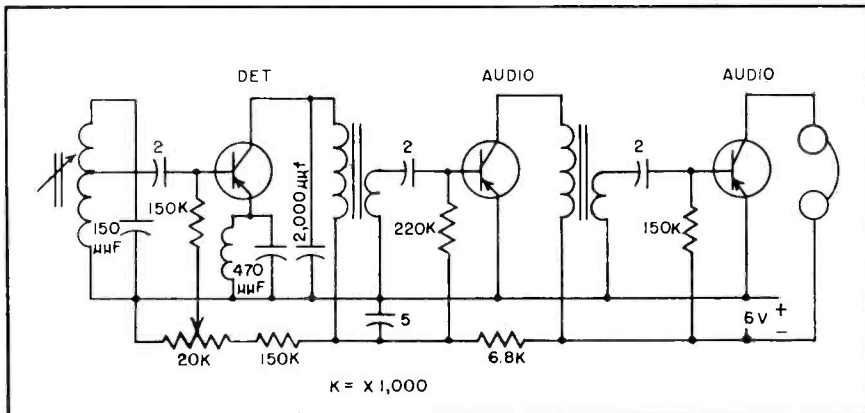 DET AUDIO AUDIO
2 2 2
150K 2,000µµf 220K 150K
150
µµF
470
µµF
5 6V + −
20K 150K 6.8K
K = X 1,000